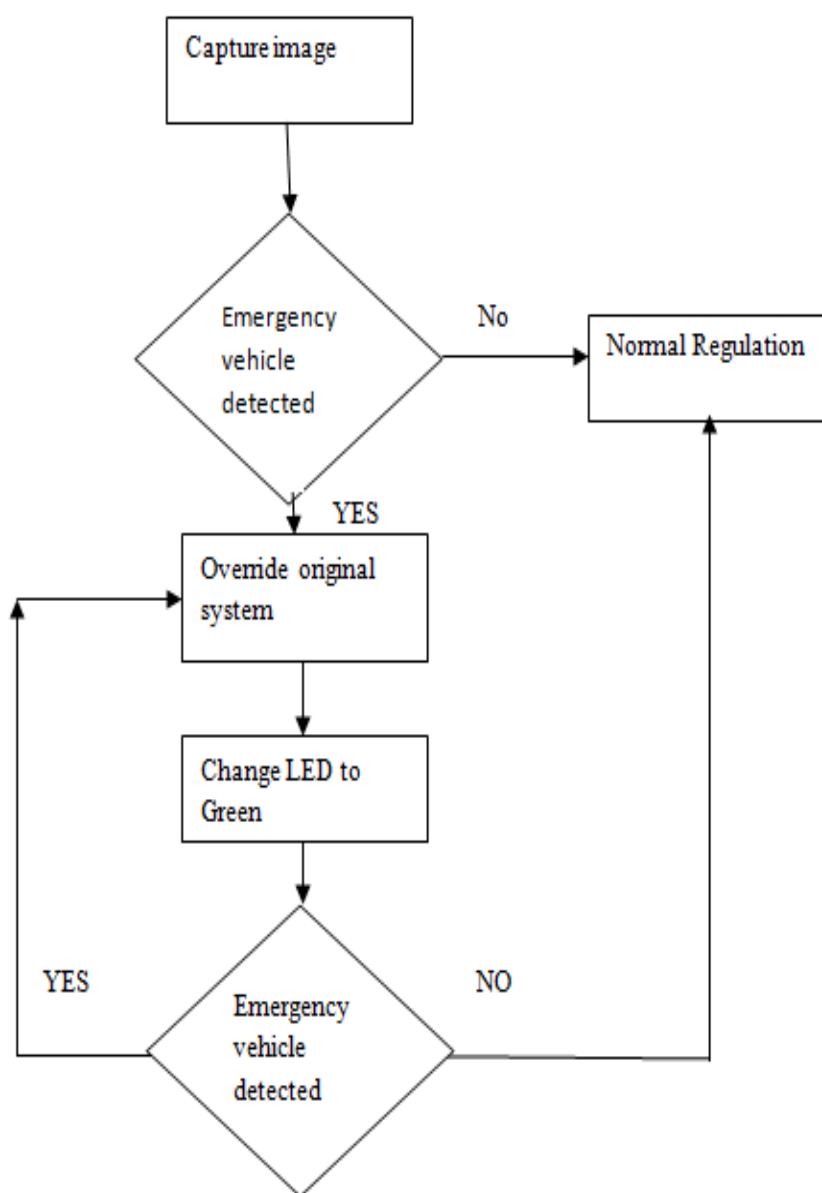 Capture image
Emergency
vehicle
detected
No
Normal Regulation
YES
Override original
system
Change LED to
Green
YES
NO
Emergency
vehicle
detected